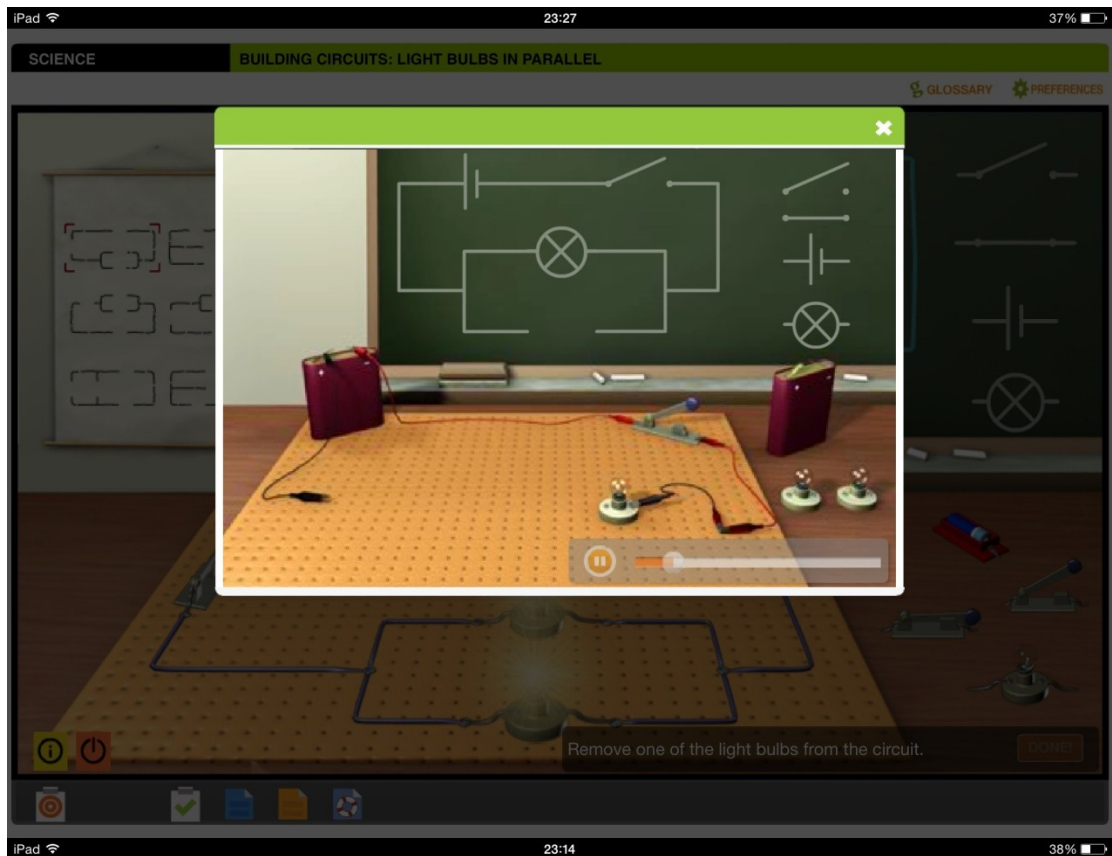 iPad 23:27 37%
SCIENCE BUILDING CIRCUITS: LIGHT BULBS IN PARALLEL
g GLOSSARY PREFERENCES
Remove one of the light bulbs from the circuit. DONE!
iPad 23:14 38%